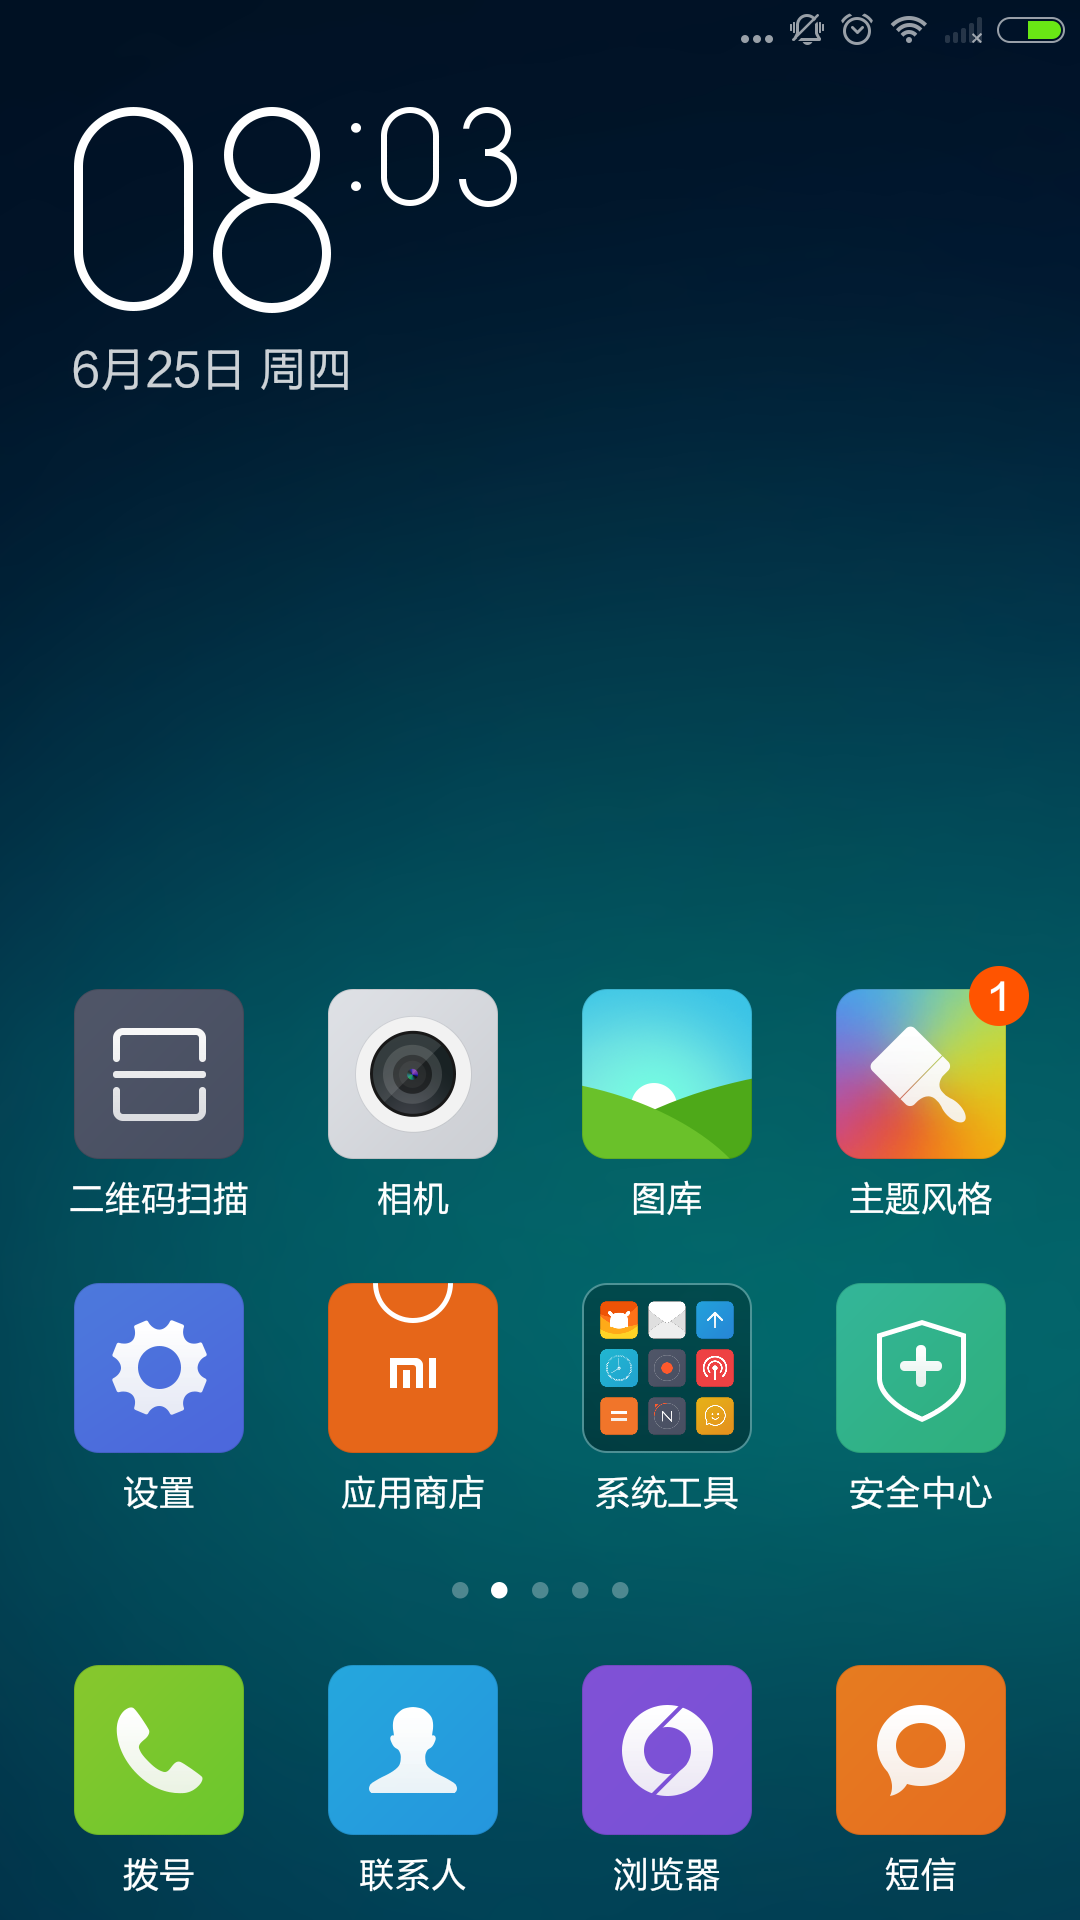 08:03
6月25日 周四
1
二维码扫描 相机 图库 主题风格
mi
N
设置 应用商店 系统工具 安全中心
拨号 联系人 浏览器 短信